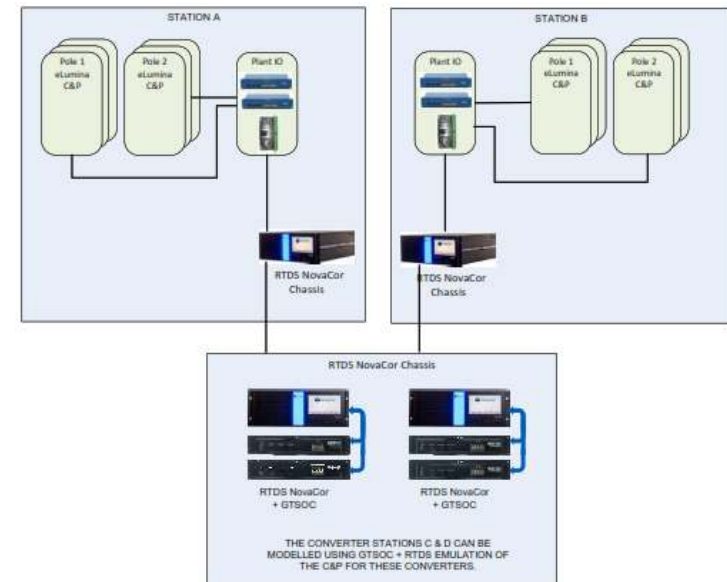 STATION A
Pole 1
eLumina
C&P
Pole 2
eLumina
C&P
Plant IO
RTDS NovaCor
Chassis
STATION B
Plant IO
Pole 1
eLumina
C&P
Pole 2
eLumina
C&P
RTDS NovaCor
Chassis
RTDS NovaCor Chassis
RTDS NovaCor
+ GTSOC
RTDS NovaCor
+ GTSOC
THE CONVERTER STATIONS C & D CAN BE
MODELLED USING GTSOC + RTDS EMULATION OF
THE C&P FOR THESE CONVERTERS.